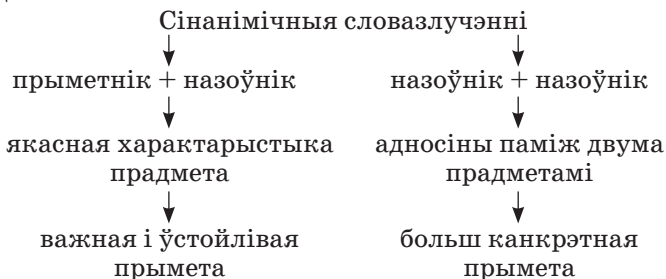 Сінанімічныя словазлучэнні
прыметнік + назоўнік
назоўнік + назоўнік
якасная характарыстыка
прадмета
адносіны паміж двума
прадметамі
важная і ўстойлівая
прымета
больш канкрэтная
прымета